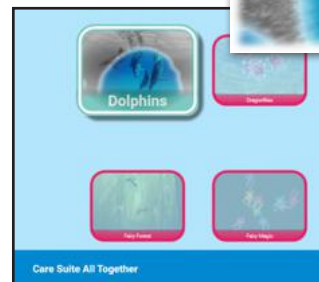 Dolphins
Dragonflies
Fairy Forest
Fairy Magic
Care Suite All Together